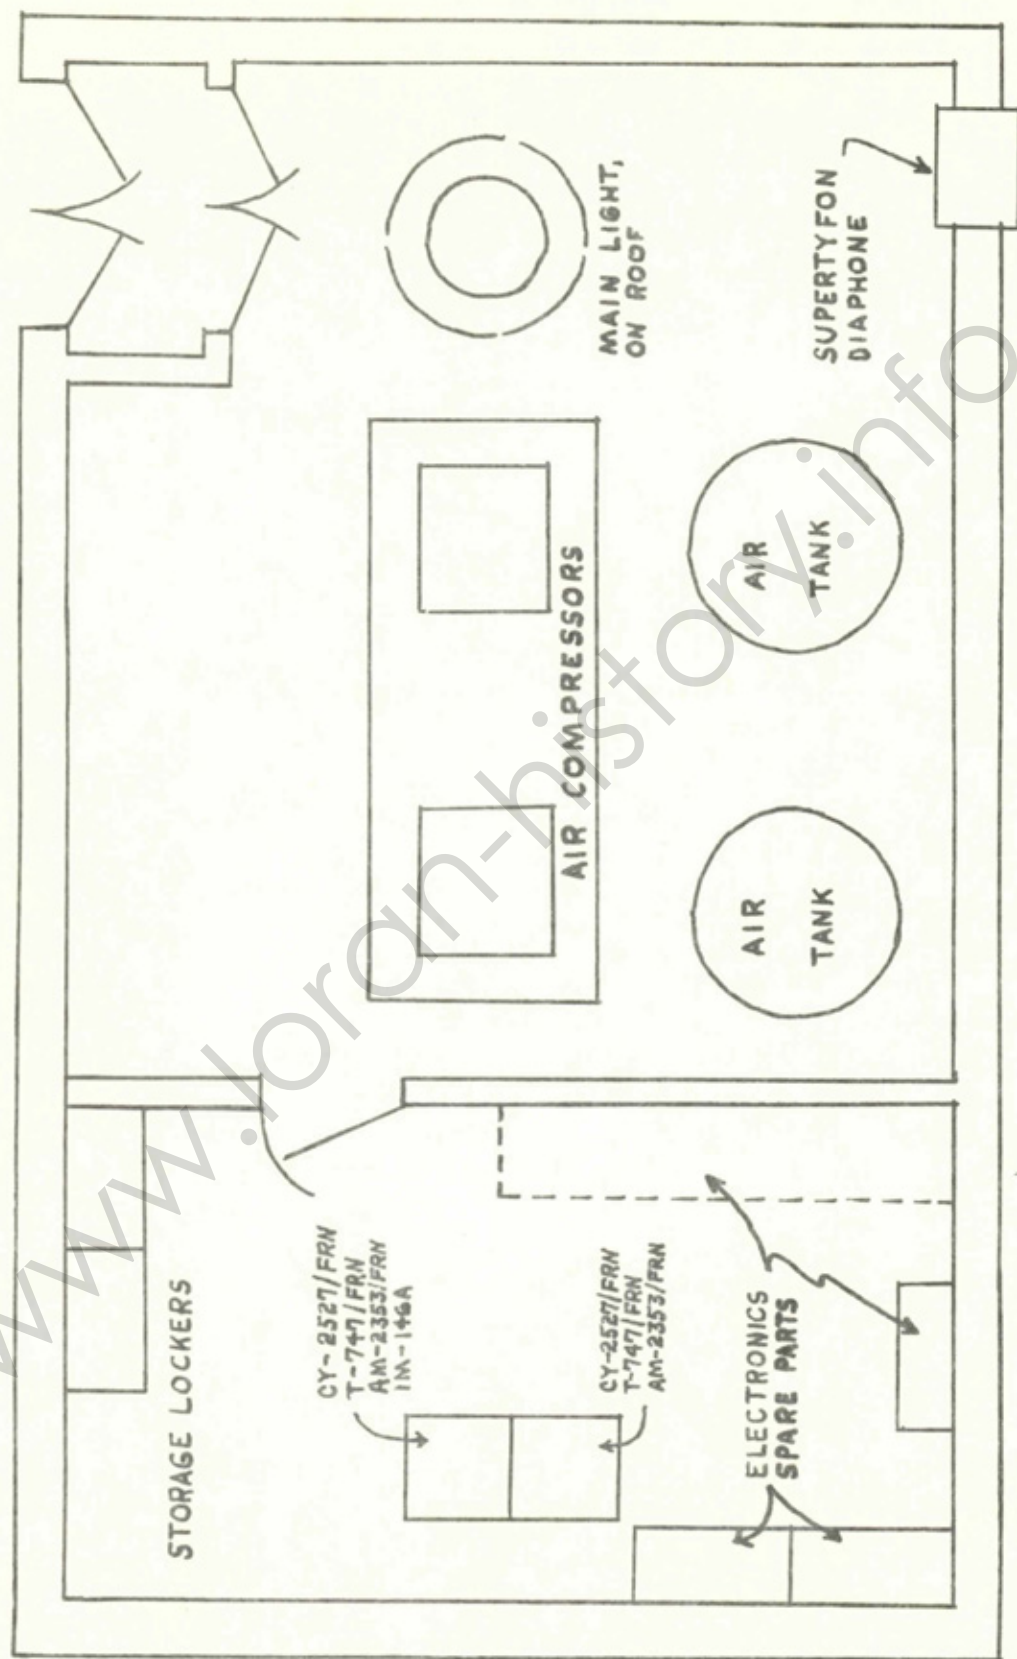 STORAGE LOCKERS
CY-2527/FRN
T-747/FRN
AM-2353/FRN
IM-146A
CY-2527/FRN
T-747/FRN
AM-2353/FRN
ELECTRONICS
SPARE PARTS
AIR COMPRESSORS
AIR
TANK
AIR
TANK
MAIN LIGHT,
ON ROOF
SUPERTYFON
DIAPHONE
www.loran-history.info